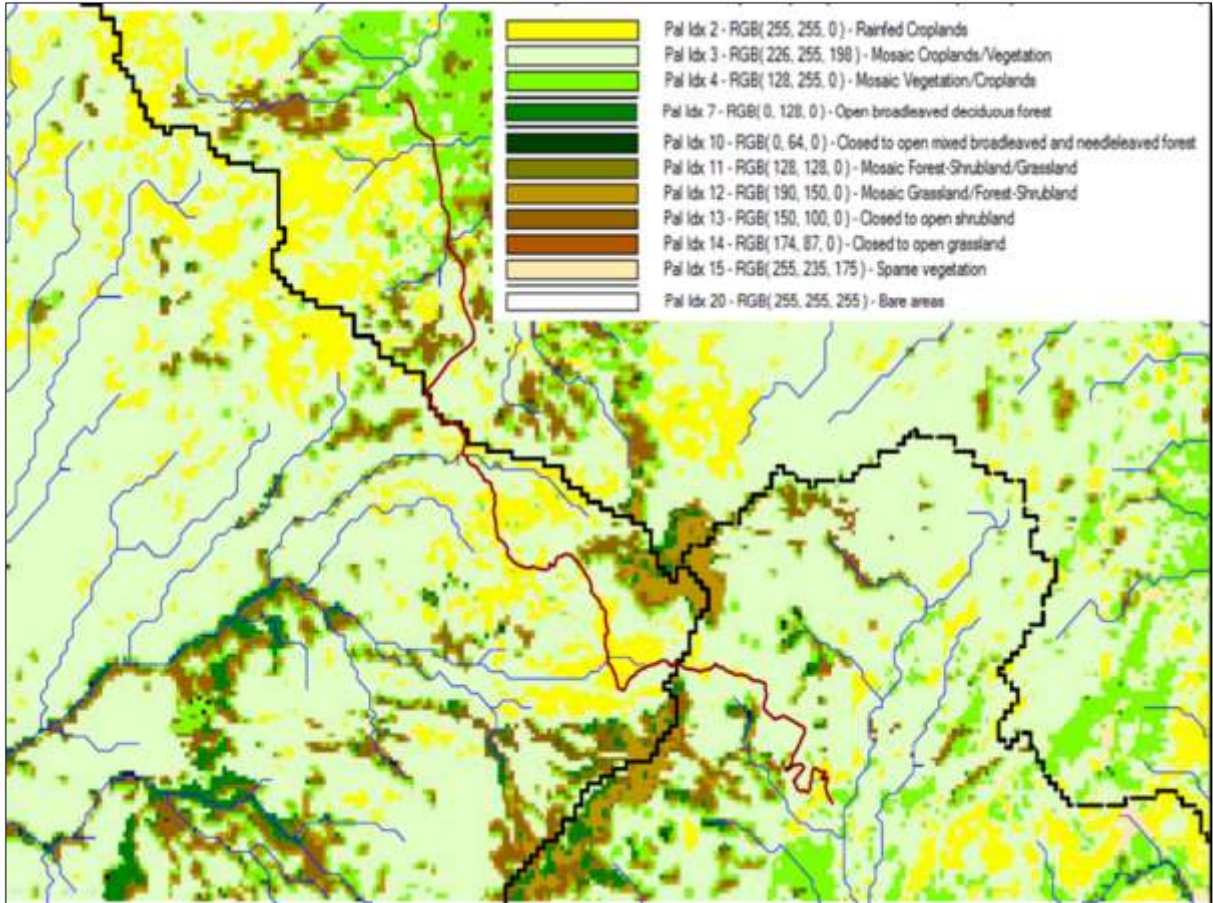 Pal Idx 2 - RGB( 255, 255, 0 ) - Rainfed Croplands
Pal Idx 3 - RGB( 226, 255, 198 ) - Mosaic Croplands/Vegetation
Pal Idx 4 - RGB( 128, 255, 0 ) - Mosaic Vegetation/Croplands
Pal Idx 7 - RGB( 0, 128, 0 ) - Open broadleaved deciduous forest
Pal Idx 10 - RGB( 0, 64, 0 ) - Closed to open mixed broadleaved and needleleaved forest
Pal Idx 11 - RGB( 128, 128, 0 ) - Mosaic Forest-Shrubland/Grassland
Pal Idx 12 - RGB( 190, 150, 0 ) - Mosaic Grassland/Forest-Shrubland
Pal Idx 13 - RGB( 150, 100, 0 ) - Closed to open shrubland
Pal Idx 14 - RGB( 174, 87, 0 ) - Closed to open grassland
Pal Idx 15 - RGB( 255, 235, 175 ) - Sparse vegetation
Pal Idx 20 - RGB( 255, 255, 255 ) - Bare areas